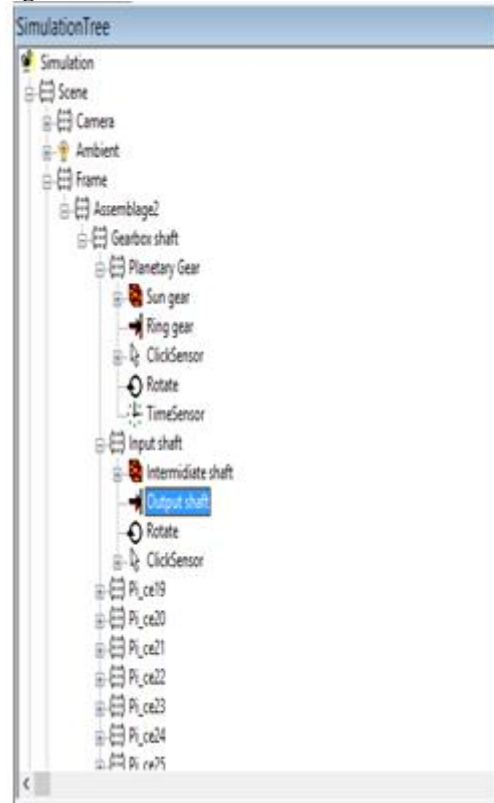 SimulationTree
Simulation
Scene
Camera
Ambient
Frame
Assemblage2
Gearbox shaft
Planetary Gear
Sun gear
Ring gear
ClickSensor
Rotate
TimeSensor
Input shaft
Intermidiate shaft
Output shaft
Rotate
ClickSensor
Pi_ce19
Pi_ce20
Pi_ce21
Pi_ce22
Pi_ce23
Pi_ce24
Pi_ce25